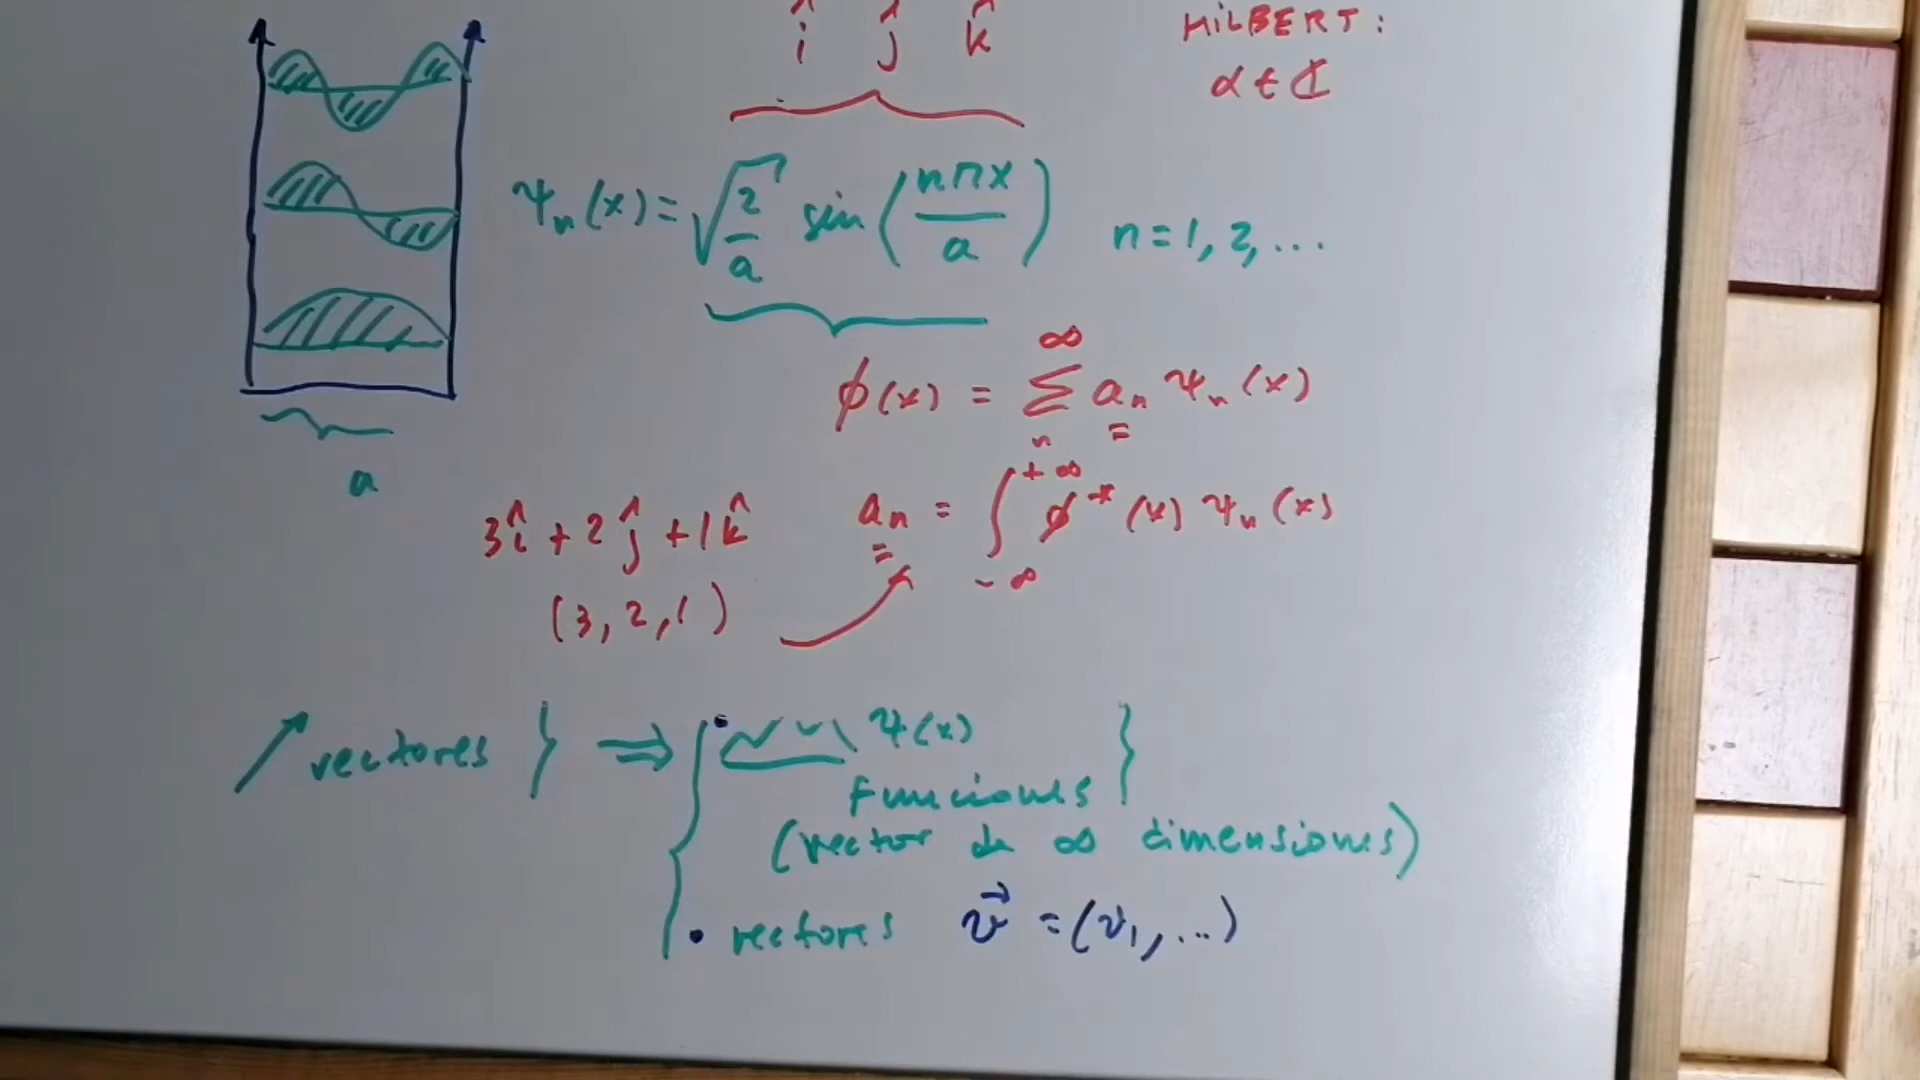 î ĵ k̂
HILBERT:
α ∈ ℂ
ψₙ(x) = √(2/a) sin(nπx/a) n = 1, 2, ...
ϕ(x) = ∑ₙ^∞ aₙ ψₙ(x)
a
3î + 2ĵ + 1k̂
aₙ = ∫₋∞^+∞ ϕ*(x) ψₙ(x)
(3, 2, 1)
vectores } ⇒ { • ψ(x)
funciones }
(vector de ∞ dimensiones)
• vectores v⃗ = (v₁, ...)